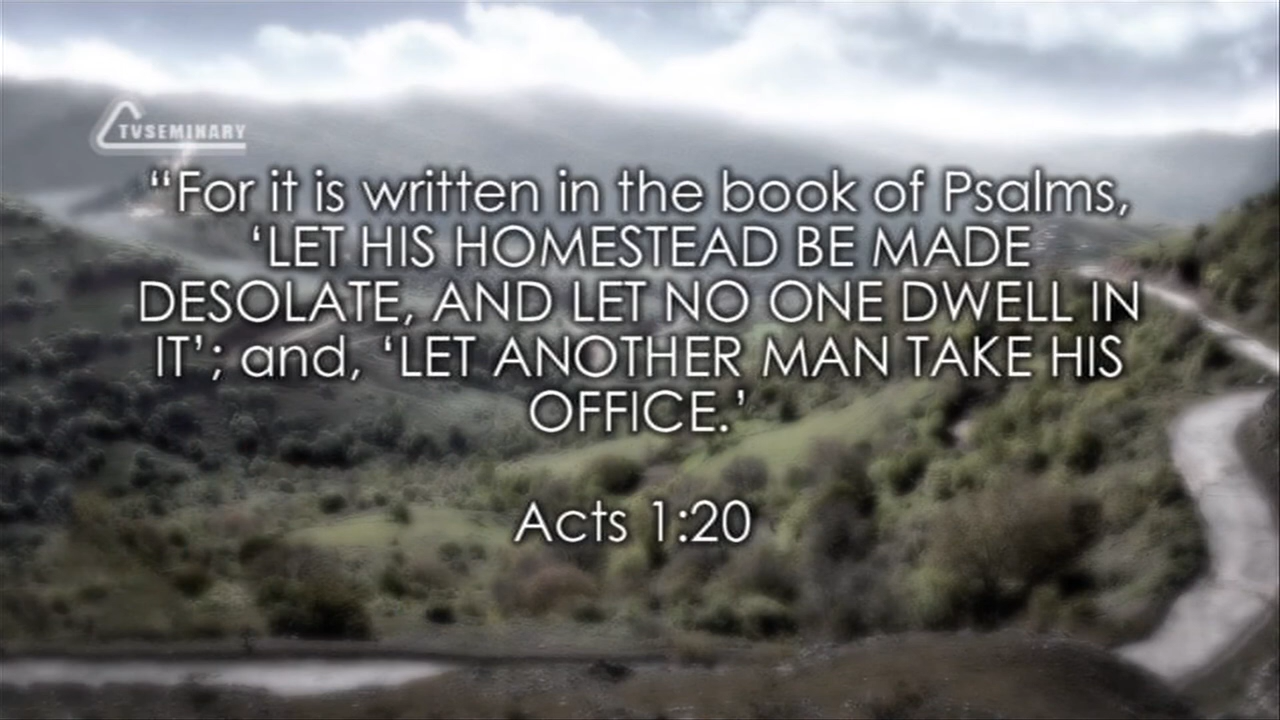 TVSEMINARY
“For it is written in the book of Psalms,
‘LET HIS HOMESTEAD BE MADE
DESOLATE, AND LET NO ONE DWELL IN
IT’; and, ‘LET ANOTHER MAN TAKE HIS
OFFICE.’
Acts 1:20